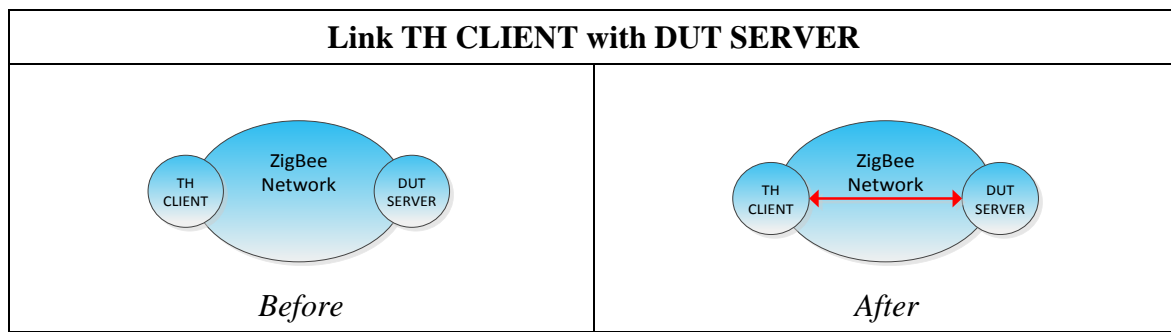 Link TH CLIENT with DUT SERVER
ZigBee
Network
TH
CLIENT
DUT
SERVER
Before
ZigBee
Network
TH
CLIENT
DUT
SERVER
After